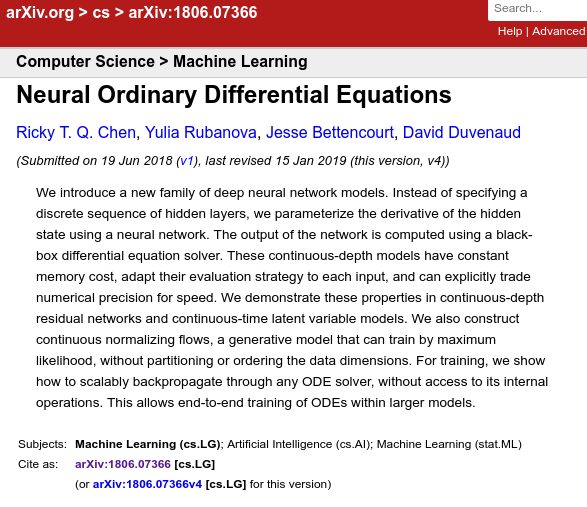 arXiv.org > cs > arXiv:1806.07366
Search...
Help | Advanced
Computer Science > Machine Learning
Neural Ordinary Differential Equations
Ricky T. Q. Chen, Yulia Rubanova, Jesse Bettencourt, David Duvenaud
(Submitted on 19 Jun 2018 (v1), last revised 15 Jan 2019 (this version, v4))
We introduce a new family of deep neural network models. Instead of specifying a
discrete sequence of hidden layers, we parameterize the derivative of the hidden
state using a neural network. The output of the network is computed using a black-
box differential equation solver. These continuous-depth models have constant
memory cost, adapt their evaluation strategy to each input, and can explicitly trade
numerical precision for speed. We demonstrate these properties in continuous-depth
residual networks and continuous-time latent variable models. We also construct
continuous normalizing flows, a generative model that can train by maximum
likelihood, without partitioning or ordering the data dimensions. For training, we show
how to scalably backpropagate through any ODE solver, without access to its internal
operations. This allows end-to-end training of ODEs within larger models.
Subjects: Machine Learning (cs.LG); Artificial Intelligence (cs.AI); Machine Learning (stat.ML)
Cite as: arXiv:1806.07366 [cs.LG]
(or arXiv:1806.07366v4 [cs.LG] for this version)